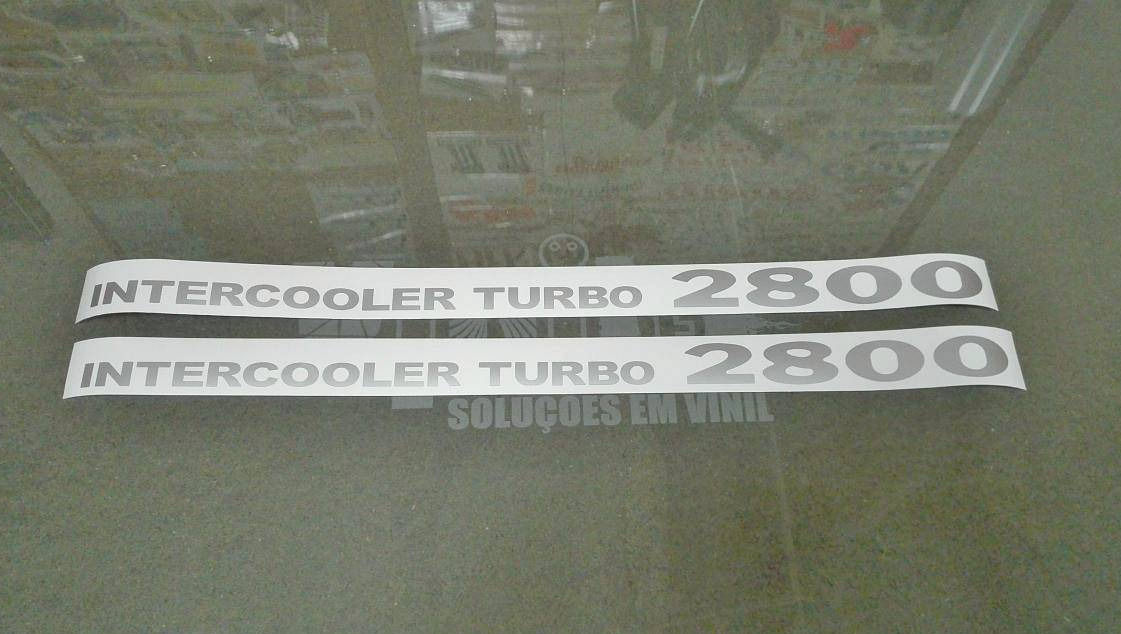 INTERCOOLER TURBO 2800
INTERCOOLER TURBO 2800
SOLUÇOES EM VINIL